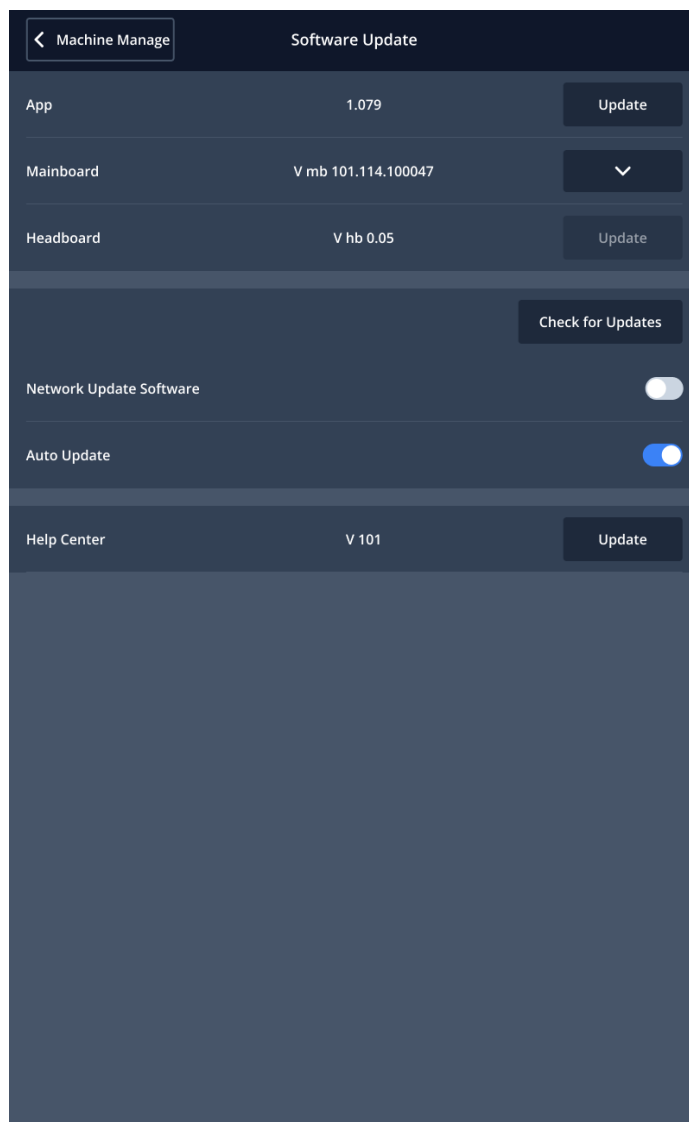 Machine Manage Software Update
App 1.079 Update
Mainboard V mb 101.114.100047
Headboard V hb 0.05 Update
Check for Updates
Network Update Software
Auto Update
Help Center V 101 Update